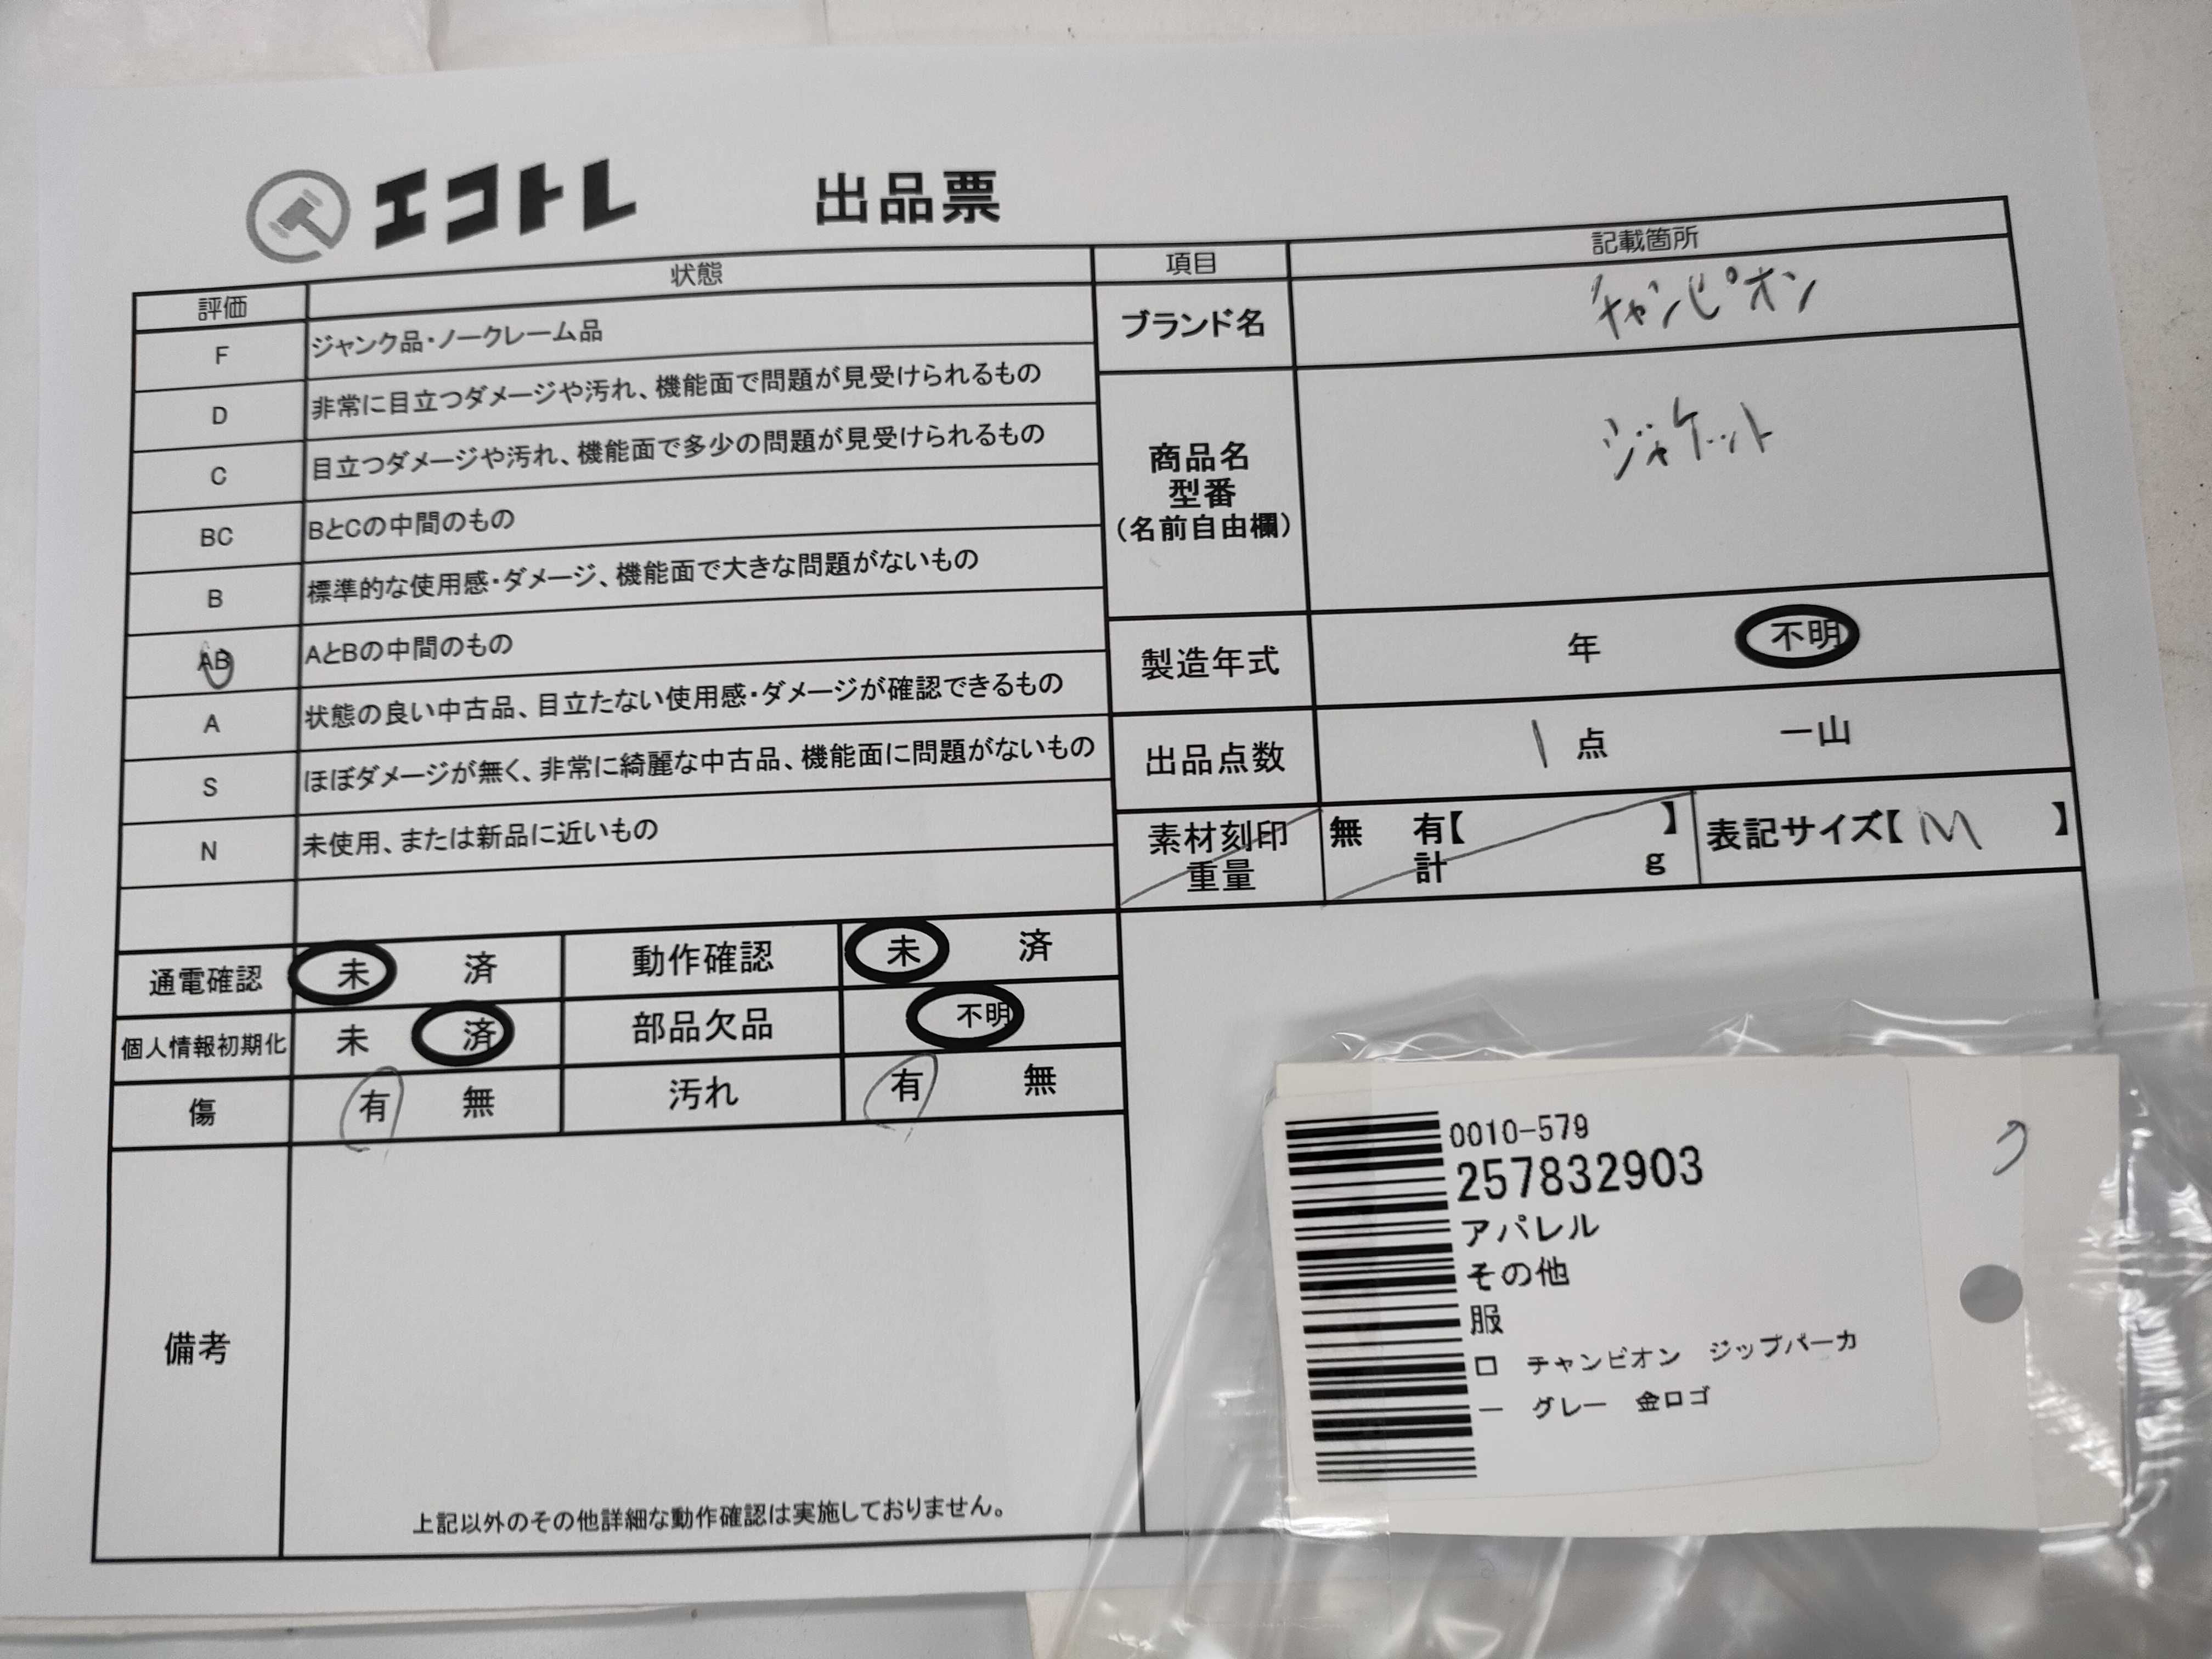 エコトレ 出品票
評価 状態
F ジャンク品・ノークレーム品
D 非常に目立つダメージや汚れ、機能面で問題が見受けられるもの
C 目立つダメージや汚れ、機能面で多少の問題が見受けられるもの
BC BとCの中間のもの
B 標準的な使用感・ダメージ、機能面で大きな問題がないもの
AB AとBの中間のもの
A 状態の良い中古品、目立たない使用感・ダメージが確認できるもの
S ほぼダメージが無く、非常に綺麗な中古品、機能面に問題がないもの
N 未使用、または新品に近いもの
通電確認 未 済 動作確認 未 済
個人情報初期化 未 済 部品欠品 不明
傷 有 無 汚れ 有 無
備考
上記以外のその他詳細な動作確認は実施しておりません。
項目 記載箇所
ブランド名 チャンピオン
商品名
型番
(名前自由欄)
ジャケット
製造年式 年 不明
出品点数 1 点 一山
素材刻印 無 有【 】
重量 計 g
表記サイズ【 M 】
0010-579
257832903
アパレル
その他
服
ロ チャンピオン ジップパーカ
ー グレー 金ロゴ